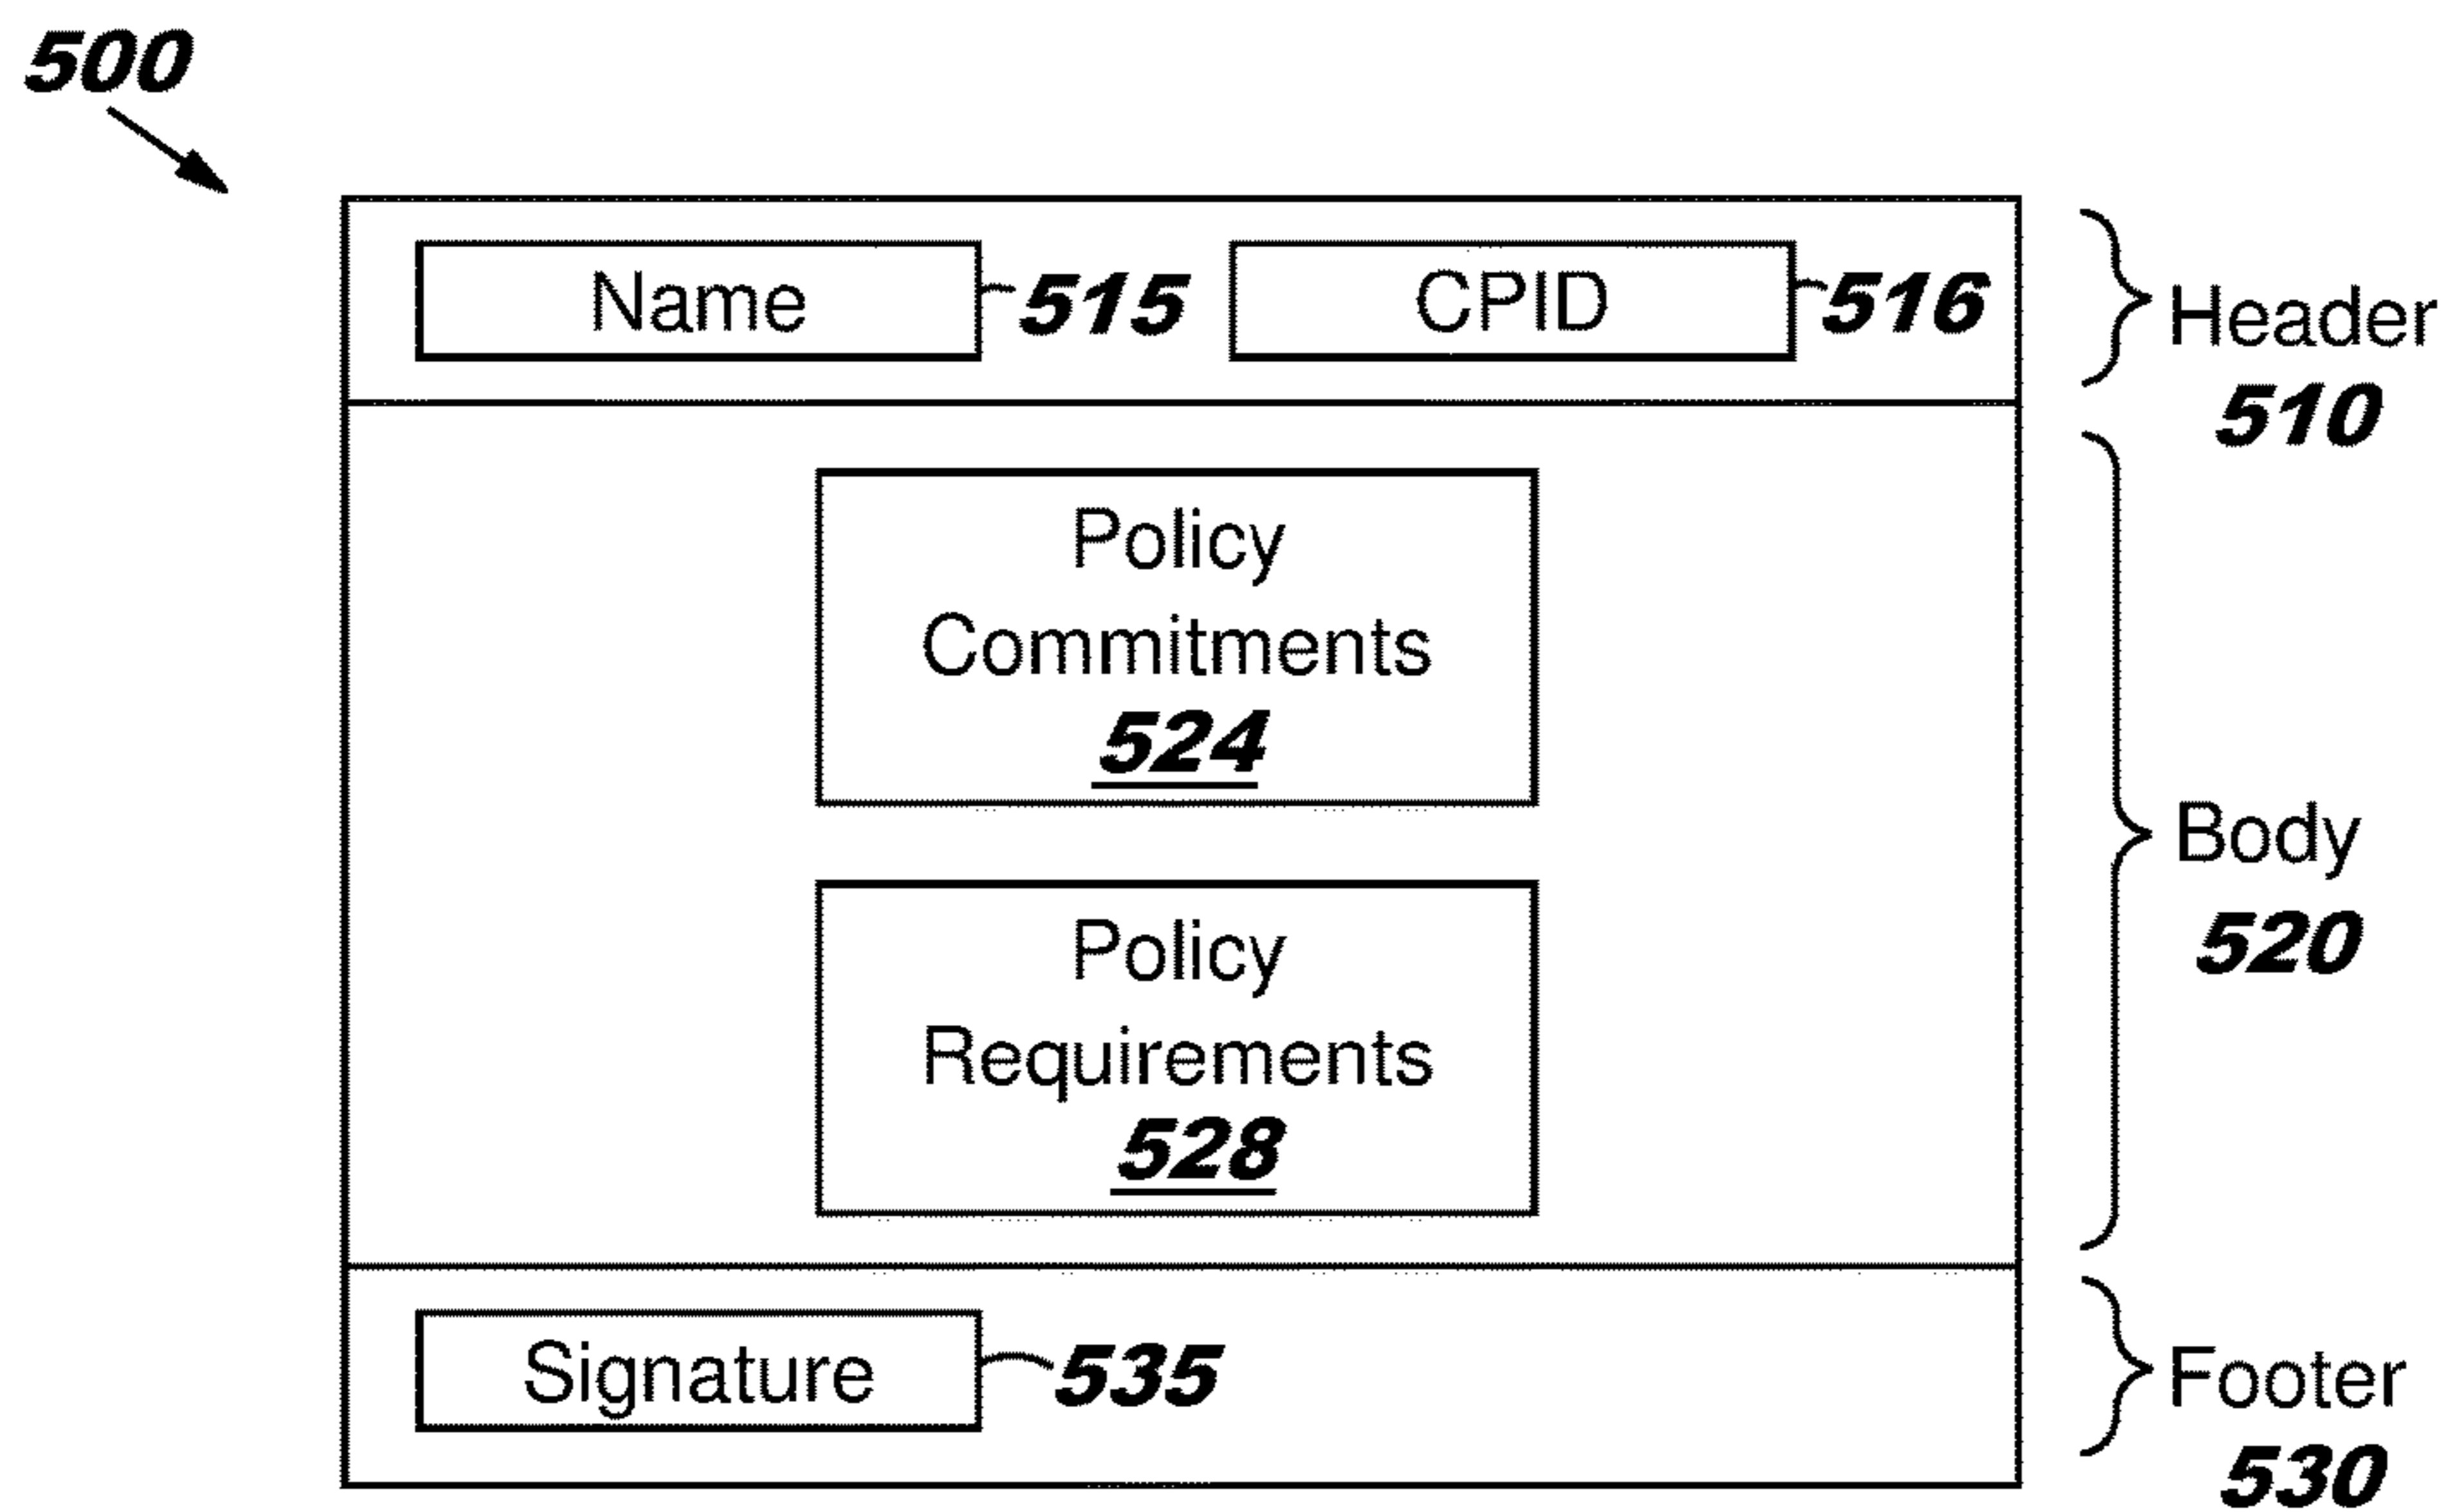 500
Name 515 CPID 516
Header
510
Policy
Commitments
524
Body
520
Policy
Requirements
528
Signature 535
Footer
530